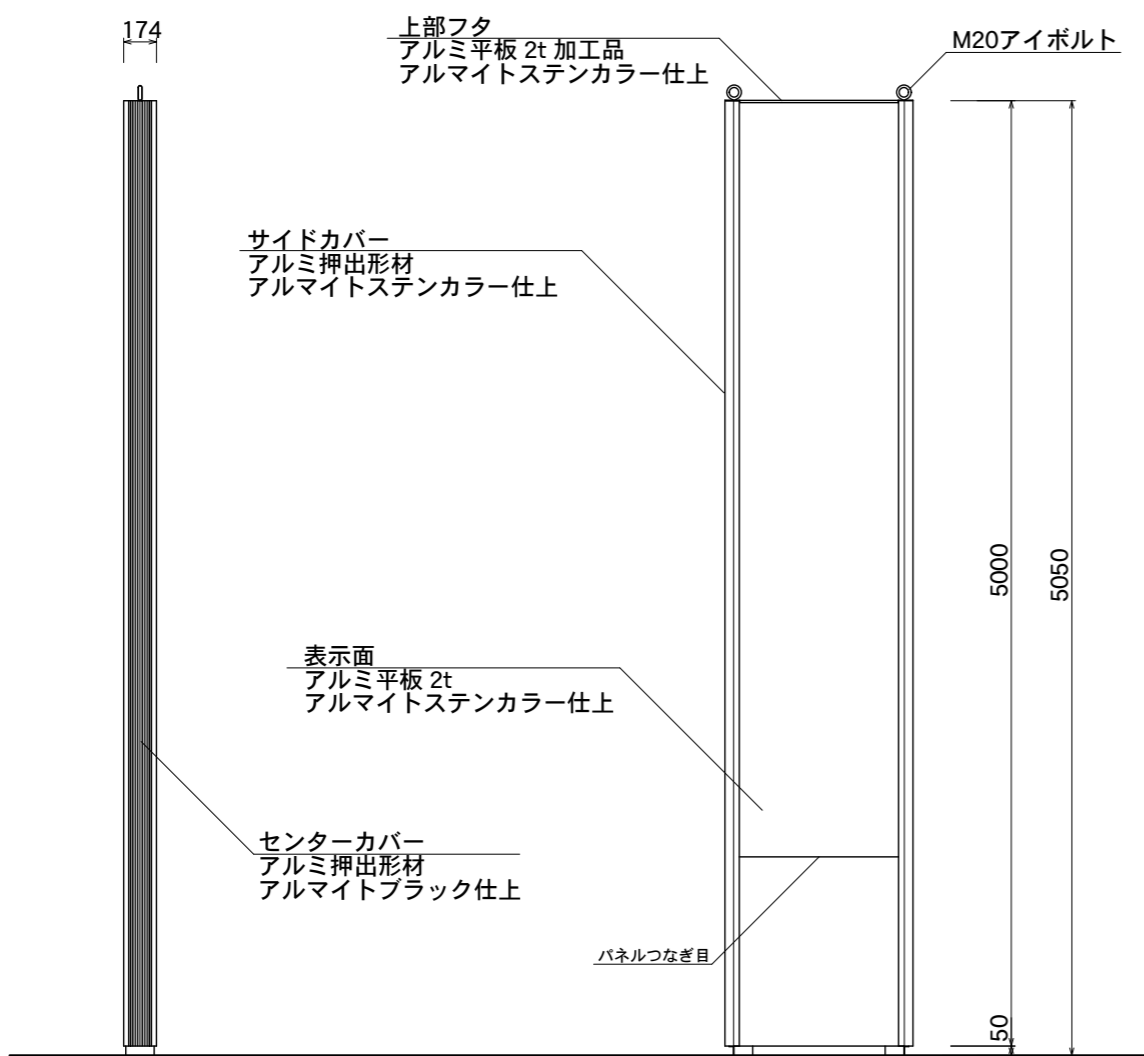 174
上部フタ
アルミ平板 2t 加工品
アルマイトステンカラー仕上
M20アイボルト
サイドカバー
アルミ押出形材
アルマイトステンカラー仕上
5000
5050
表示面
アルミ平板 2t
アルマイトステンカラー仕上
センターカバー
アルミ押出形材
アルマイトブラック仕上
パネルつなぎ目
50